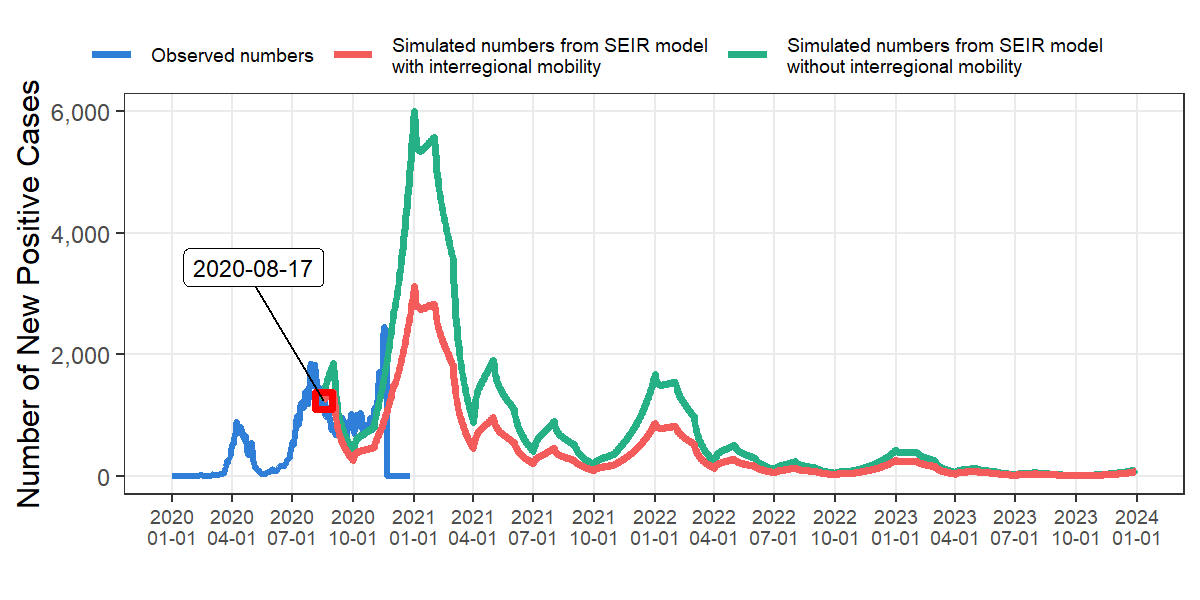 Observed numbers
Simulated numbers from SEIR model
with interregional mobility
Simulated numbers from SEIR model
without interregional mobility
Number of New Positive Cases
6,000
4,000
2,000
0
2020-08-17
2020 2020 2020 2020 2021 2021 2021 2021 2022 2022 2022 2022 2023 2023 2023 2023 2024
01-01 04-01 07-01 10-01 01-01 04-01 07-01 10-01 01-01 04-01 07-01 10-01 01-01 04-01 07-01 10-01 01-01